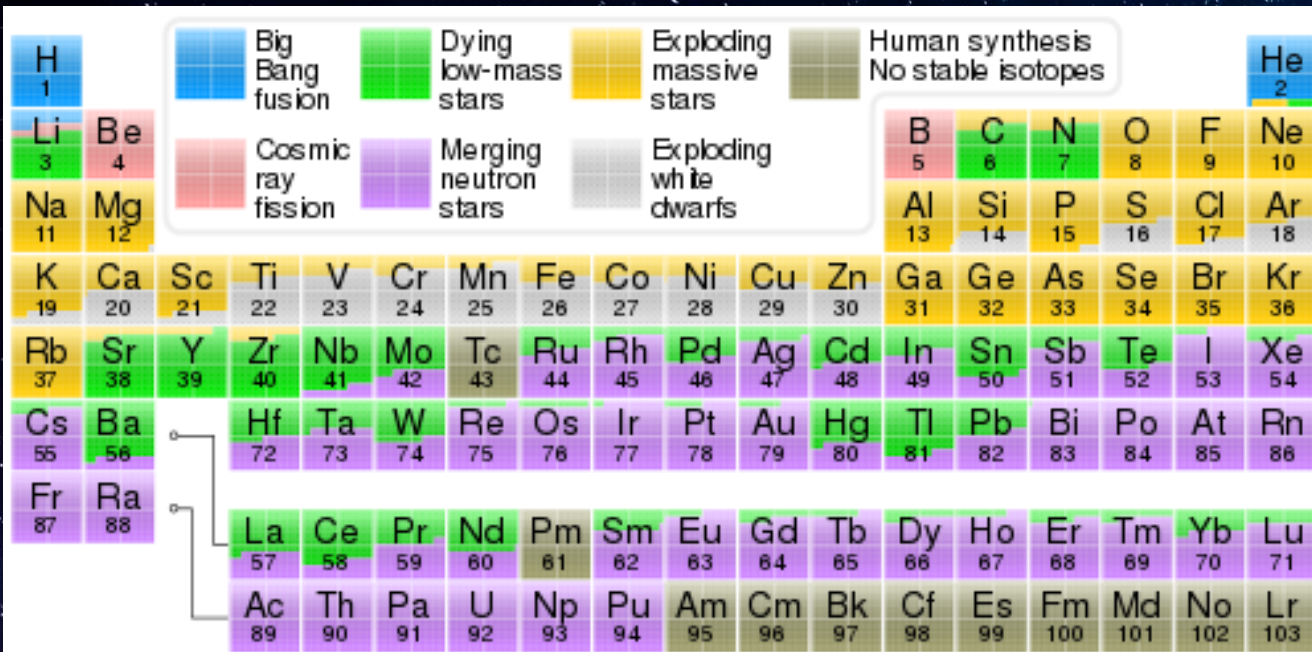 Big Bang fusion
Dying low-mass stars
Exploding massive stars
Human synthesis No stable isotopes
Cosmic ray fission
Merging neutron stars
Exploding white dwarfs
H He
1 2
Li Be B C N O F Ne
3 4 5 6 7 8 9 10
Na Mg Al Si P S Cl Ar
11 12 13 14 15 16 17 18
K Ca Sc Ti V Cr Mn Fe Co Ni Cu Zn Ga Ge As Se Br Kr
19 20 21 22 23 24 25 26 27 28 29 30 31 32 33 34 35 36
Rb Sr Y Zr Nb Mo Tc Ru Rh Pd Ag Cd In Sn Sb Te I Xe
37 38 39 40 41 42 43 44 45 46 47 48 49 50 51 52 53 54
Cs Ba Hf Ta W Re Os Ir Pt Au Hg Tl Pb Bi Po At Rn
55 56 72 73 74 75 76 77 78 79 80 81 82 83 84 85 86
Fr Ra
87 88
La Ce Pr Nd Pm Sm Eu Gd Tb Dy Ho Er Tm Yb Lu
57 58 59 60 61 62 63 64 65 66 67 68 69 70 71
Ac Th Pa U Np Pu Am Cm Bk Cf Es Fm Md No Lr
89 90 91 92 93 94 95 96 97 98 99 100 101 102 103